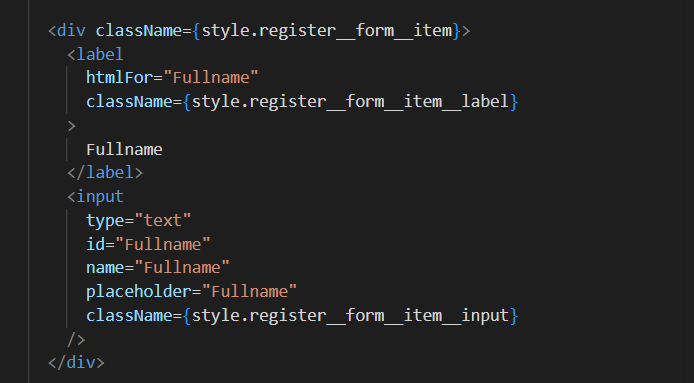 <div className={style.register__form__item}>
<label
htmlFor="Fullname"
className={style.register__form__item__label}
>
Fullname
</label>
<input
type="text"
id="Fullname"
name="Fullname"
placeholder="Fullname"
className={style.register__form__item__input}
/>
</div>